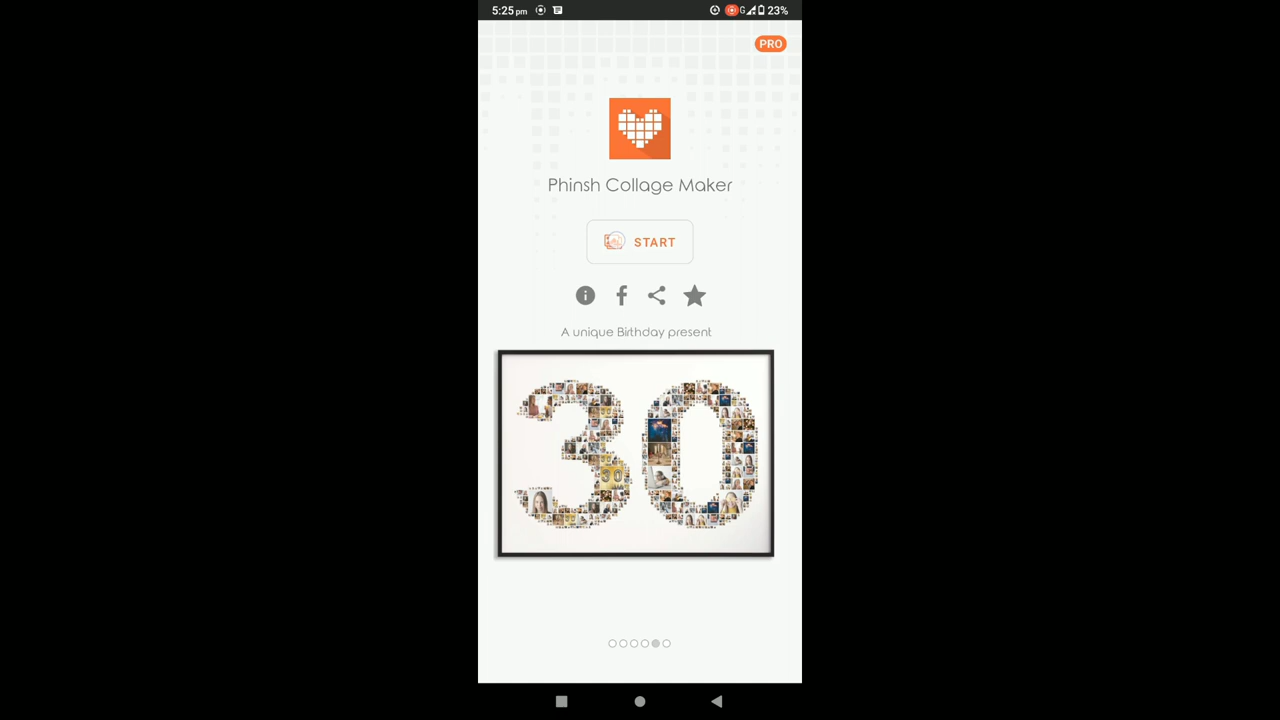 5:25 pm G 23%
PRO
Phinsh Collage Maker
START
A unique Birthday present
30